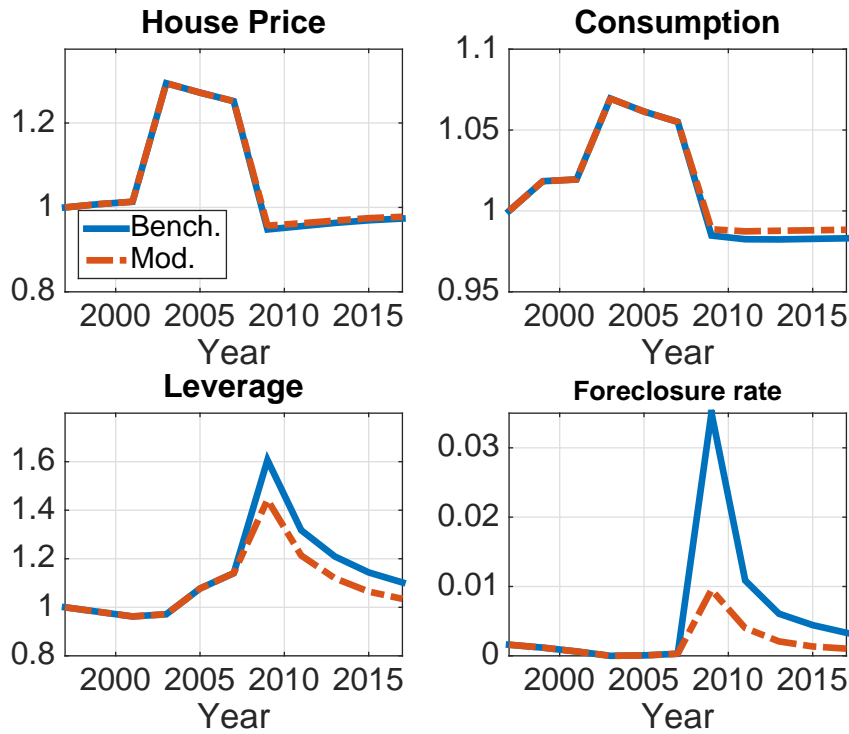 House Price
1.2
1
0.8
Bench.
Mod.
2000 2005 2010 2015
Year
Consumption
1.1
1.05
1
0.95
2000 2005 2010 2015
Year
Leverage
1.6
1.4
1.2
1
0.8
2000 2005 2010 2015
Year
Foreclosure rate
0.03
0.02
0.01
0
2000 2005 2010 2015
Year